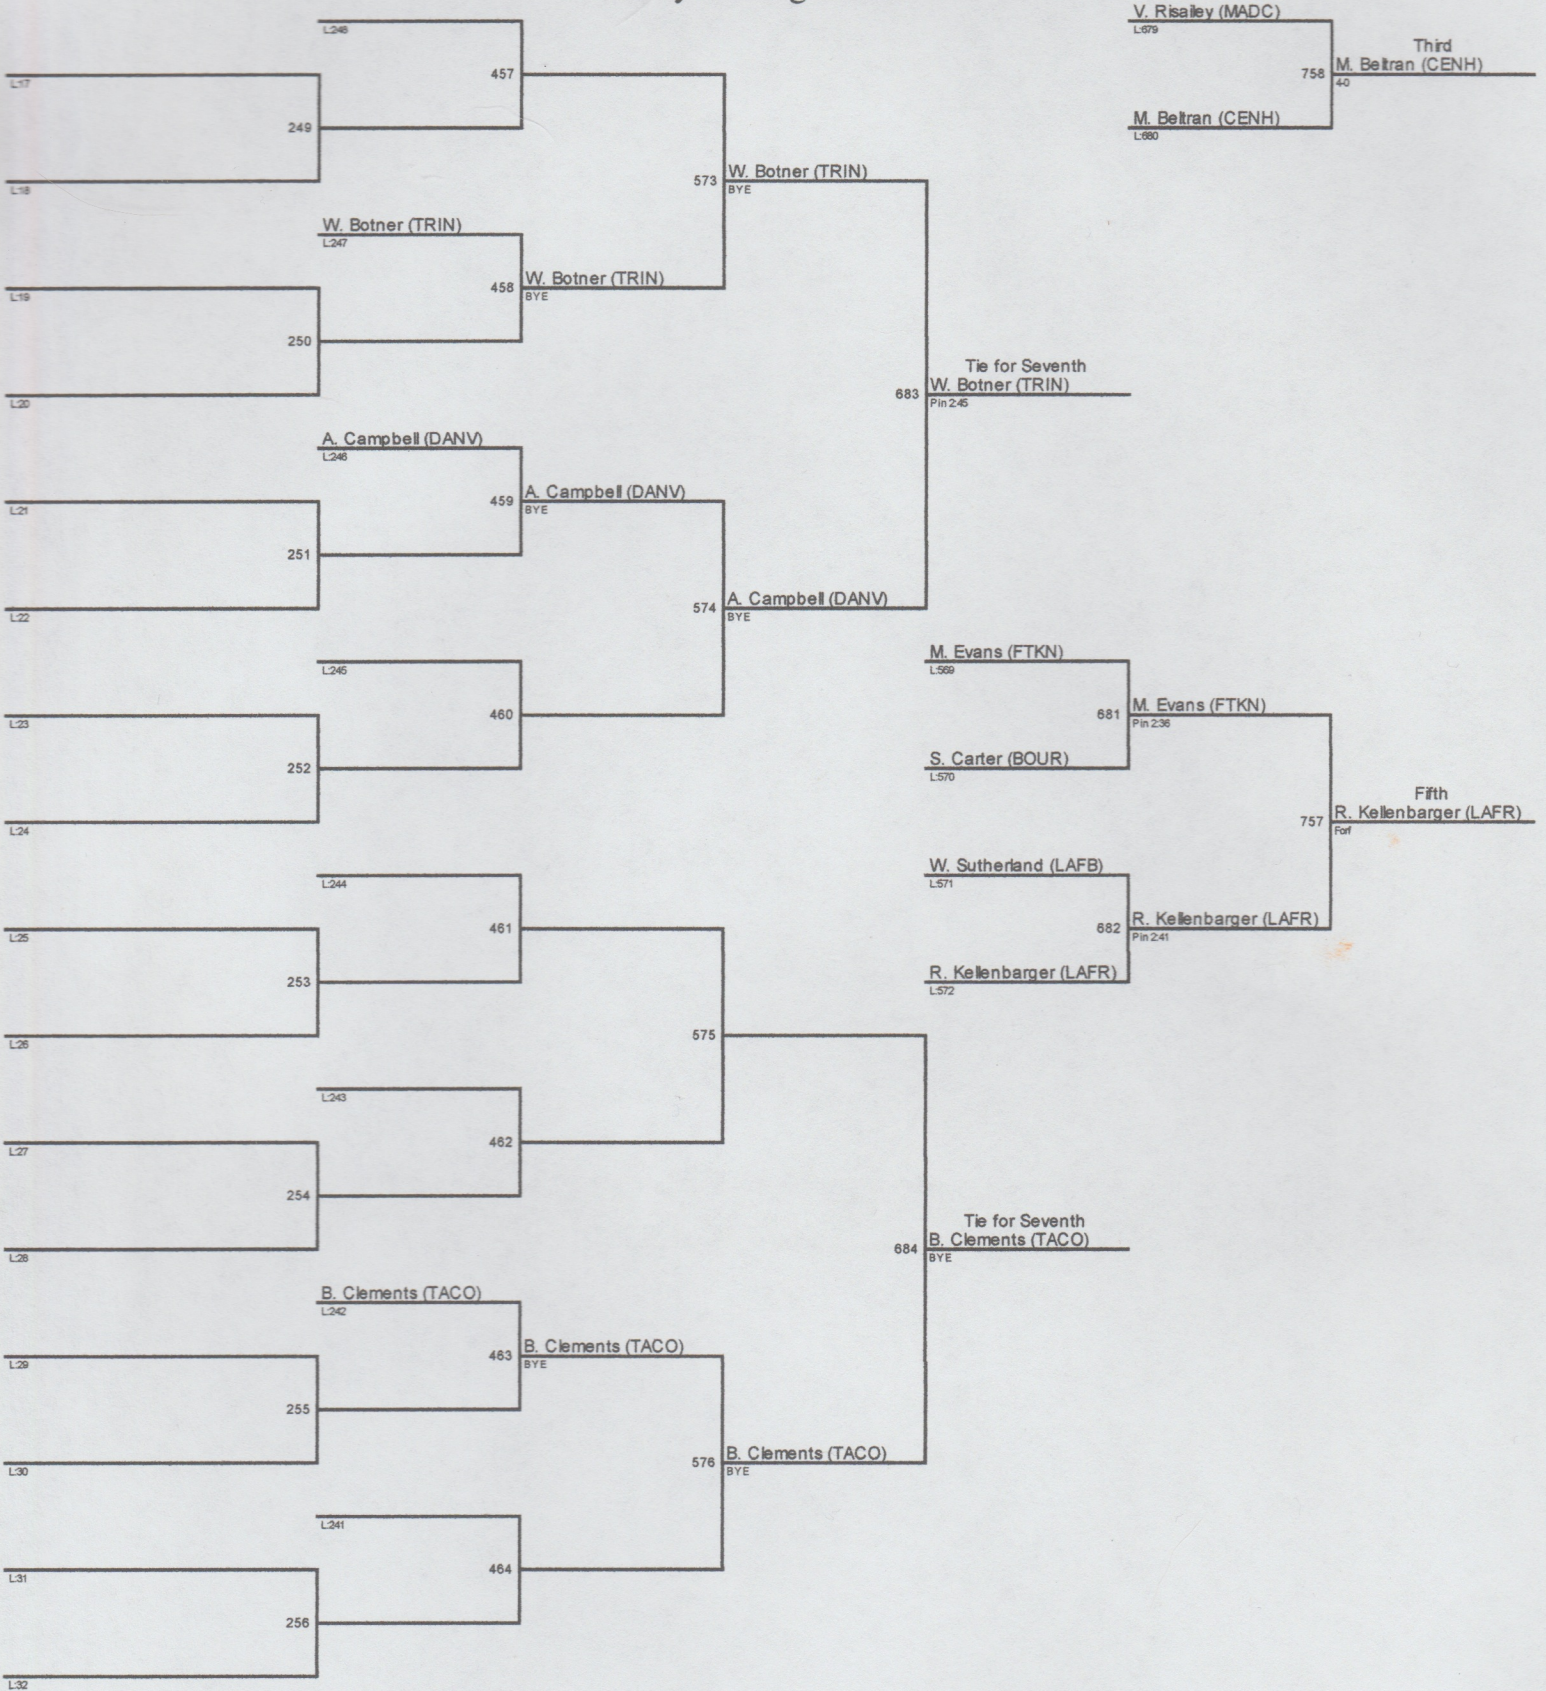 L:248
457
L:17
249
L:18
573
W. Botner (TRIN)
BYE
W. Botner (TRIN)
L:247
458
W. Botner (TRIN)
BYE
L:19
250
L:20
Tie for Seventh
683
W. Botner (TRIN)
Pin 2:45
A. Campbell (DANV)
L:246
459
A. Campbell (DANV)
BYE
L:21
251
L:22
574
A. Campbell (DANV)
BYE
L:245
460
L:23
252
L:24
L:244
461
L:25
253
L:26
575
L:243
462
L:27
254
L:28
Tie for Seventh
684
B. Clements (TACO)
BYE
B. Clements (TACO)
L:242
463
B. Clements (TACO)
BYE
L:29
255
L:30
576
B. Clements (TACO)
BYE
L:241
464
L:31
256
L:32
V. Risailey (MADC)
L:679
Third
758
M. Beltran (CENH)
4-0
M. Beltran (CENH)
L:680
M. Evans (FTKN)
L:569
681
M. Evans (FTKN)
Pin 2:36
S. Carter (BOUR)
L:570
Fifth
757
R. Kellenbarger (LAFR)
Forf
W. Sutherland (LAFB)
L:571
682
R. Kellenbarger (LAFR)
Pin 2:41
R. Kellenbarger (LAFR)
L:572